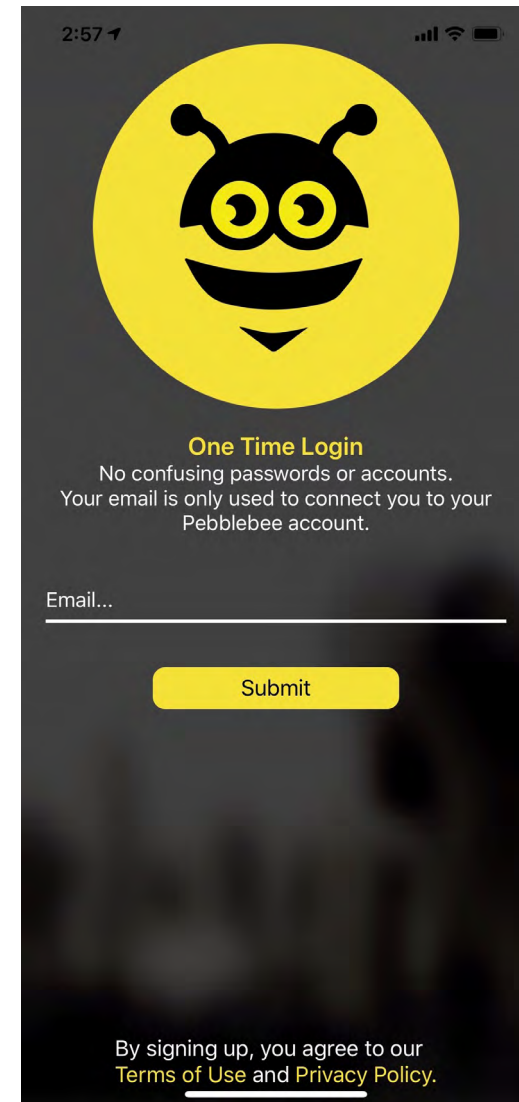 2:57
One Time Login
No confusing passwords or accounts.
Your email is only used to connect you to your
Pebblebee account.
Email...
Submit
By signing up, you agree to our
Terms of Use and Privacy Policy.